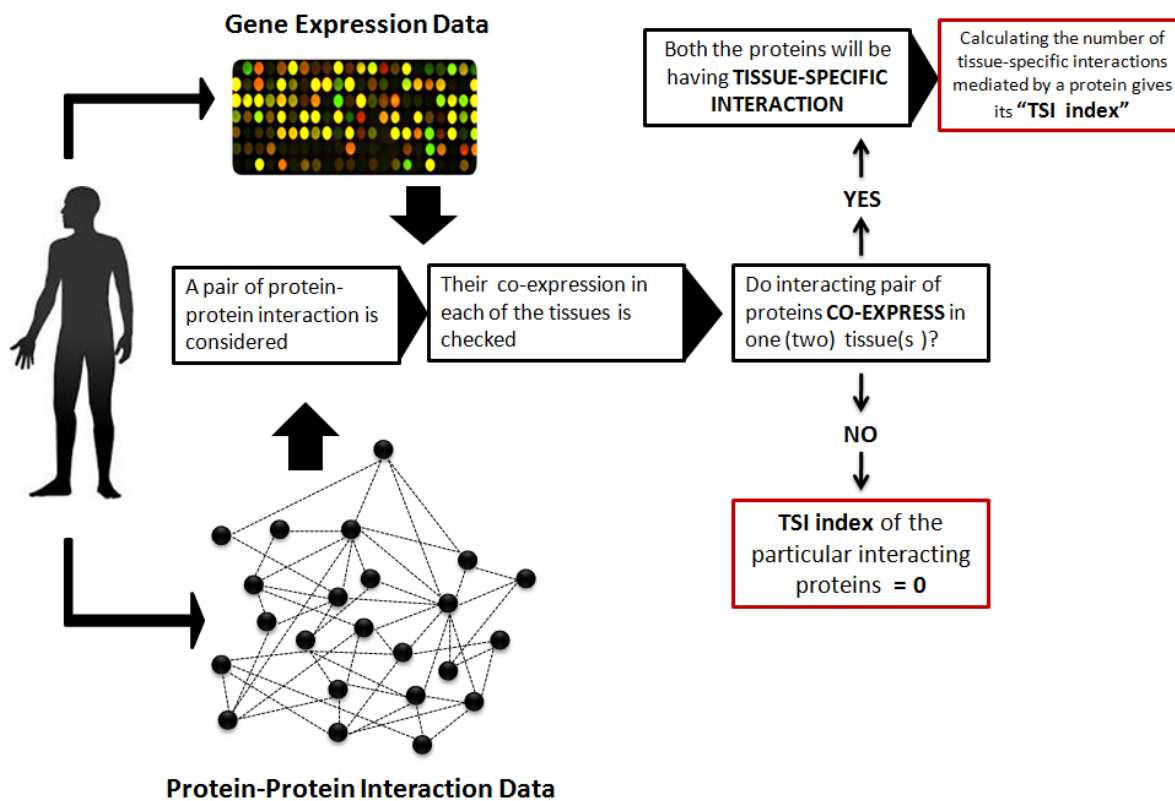 Gene Expression Data
Both the proteins will be
having TISSUE-SPECIFIC
INTERACTION
Calculating the number of
tissue-specific interactions
mediated by a protein gives
its “TSI index”
YES
A pair of protein-
protein interaction is
considered
Their co-expression in
each of the tissues is
checked
Do interacting pair of
proteins CO-EXPRESS in
one (two) tissue(s )?
NO
TSI index of the
particular interacting
proteins = 0
Protein-Protein Interaction Data